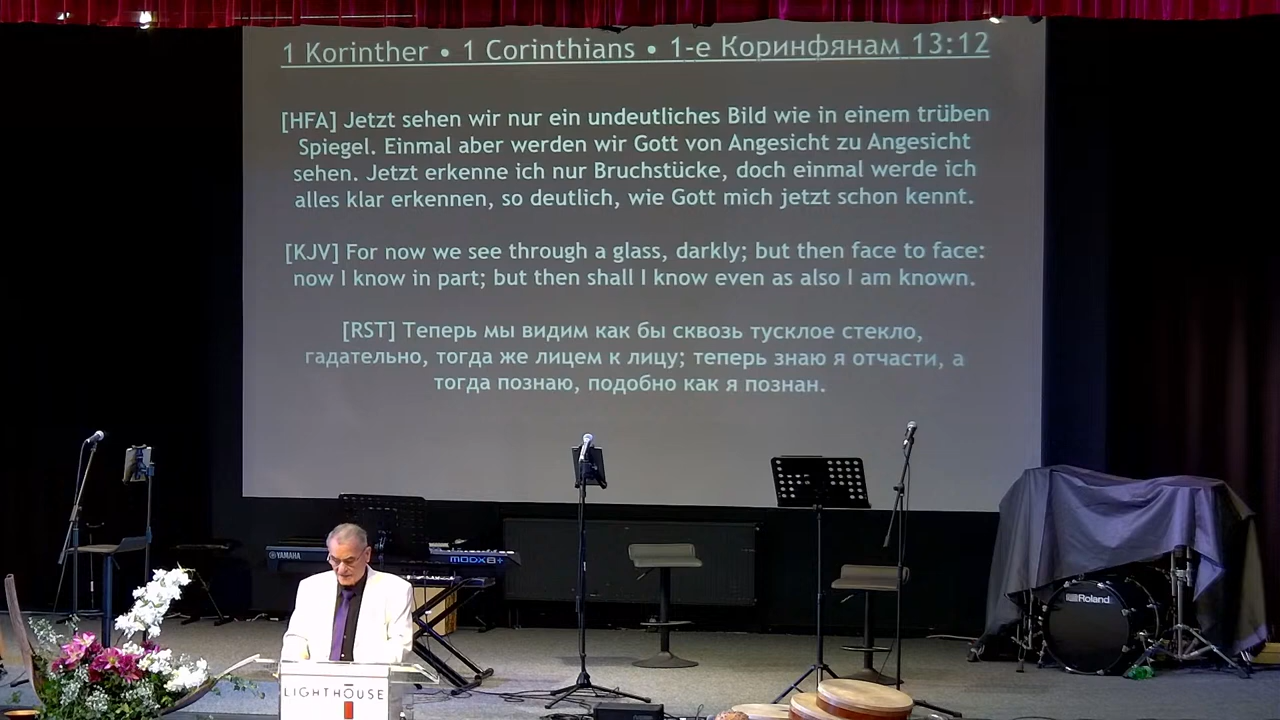 1 Korinther • 1 Corinthians • 1-е Коринфянам 13:12
[HFA] Jetzt sehen wir nur ein undeutliches Bild wie in einem trüben
Spiegel. Einmal aber werden wir Gott von Angesicht zu Angesicht
sehen. Jetzt erkenne ich nur Bruchstücke, doch einmal werde ich
alles klar erkennen, so deutlich, wie Gott mich jetzt schon kennt.
[KJV] For now we see through a glass, darkly; but then face to face:
now I know in part; but then shall I know even as also I am known.
[RST] Теперь мы видим как бы сквозь тусклое стекло,
гадательно, тогда же лицем к лицу; теперь знаю я отчасти, а
тогда познаю, подобно как я познан.
YAMAHA
MODX8+
Roland
LIGHTHOUSE